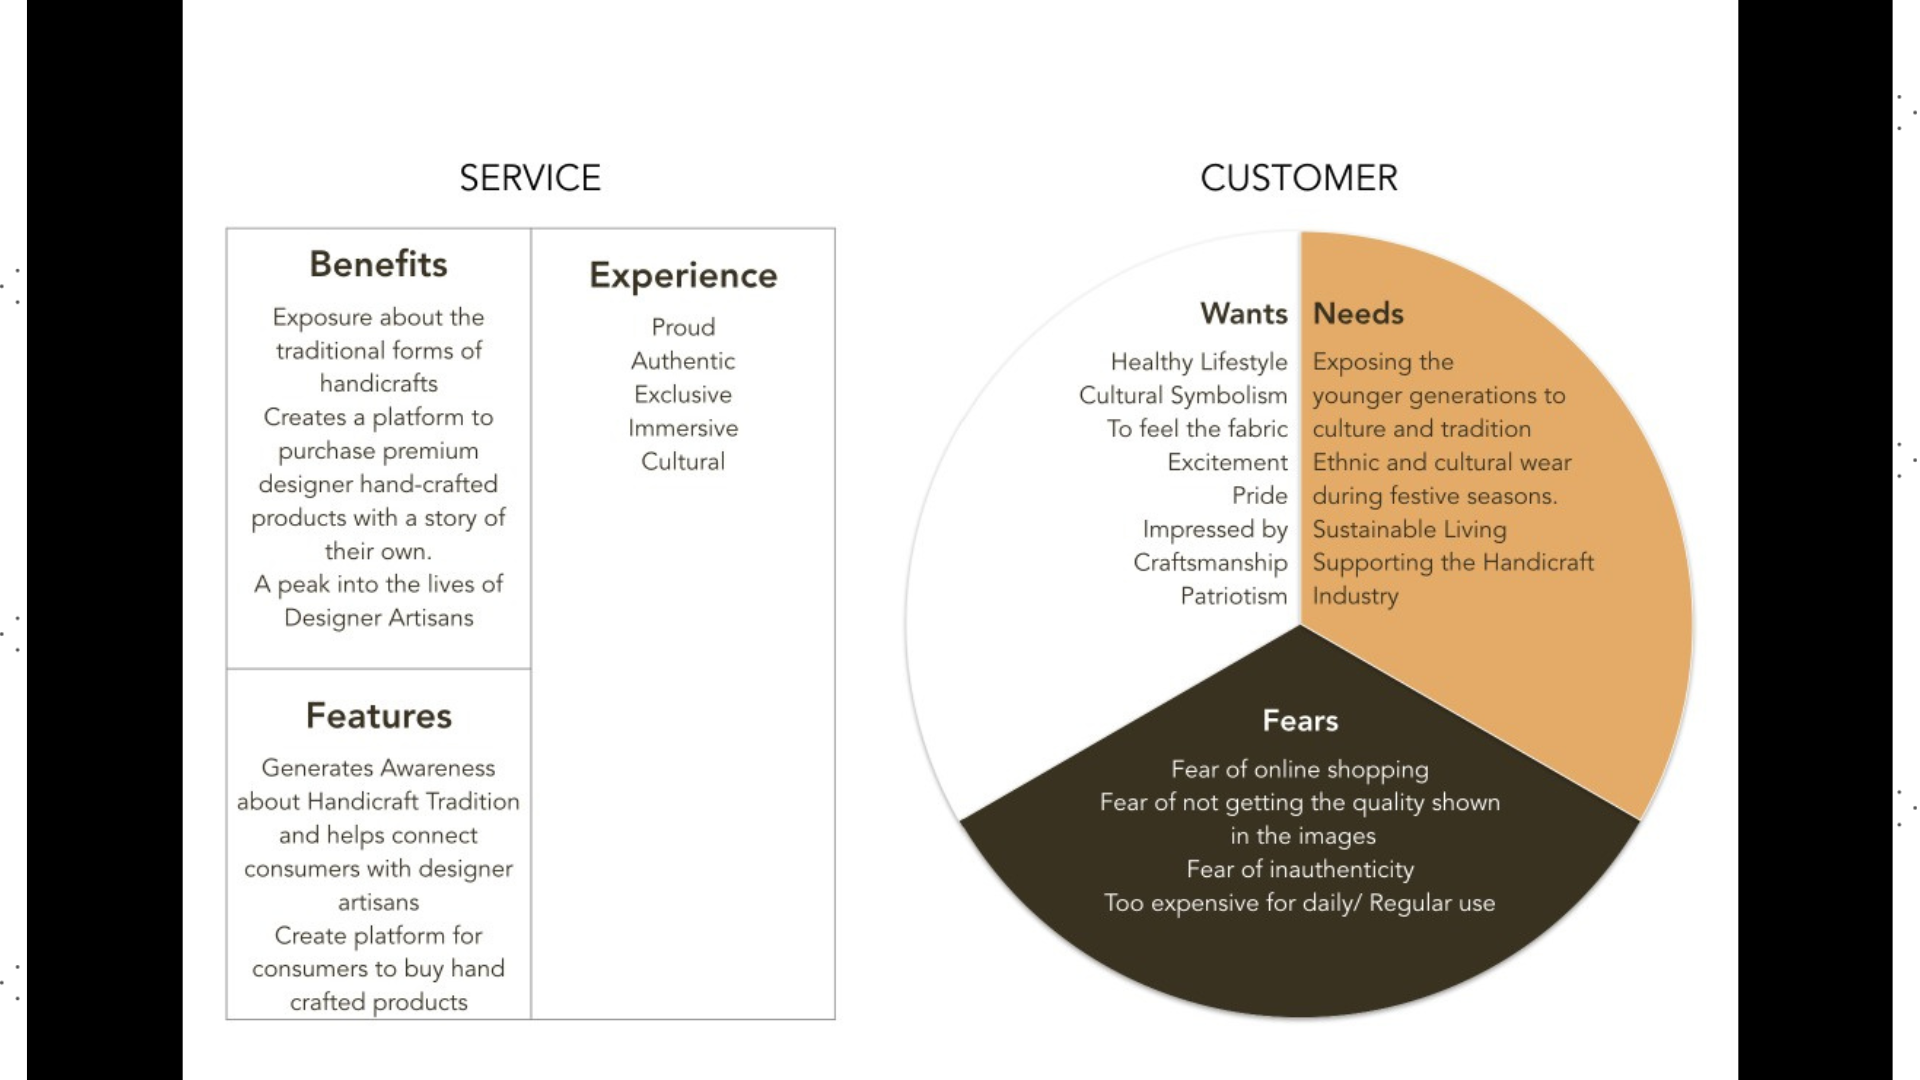 SERVICE
Benefits
Exposure about the
traditional forms of
handicrafts
Creates a platform to
purchase premium
designer hand-crafted
products with a story of
their own.
A peak into the lives of
Designer Artisans
Features
Generates Awareness
about Handicraft Tradition
and helps connect
consumers with designer
artisans
Create platform for
consumers to buy hand
crafted products
Experience
Proud
Authentic
Exclusive
Immersive
Cultural
CUSTOMER
Wants
Healthy Lifestyle
Cultural Symbolism
To feel the fabric
Excitement
Pride
Impressed by
Craftsmanship
Patriotism
Needs
Exposing the
younger generations to
culture and tradition
Ethnic and cultural wear
during festive seasons.
Sustainable Living
Supporting the Handicraft
Industry
Fears
Fear of online shopping
Fear of not getting the quality shown
in the images
Fear of inauthenticity
Too expensive for daily/ Regular use